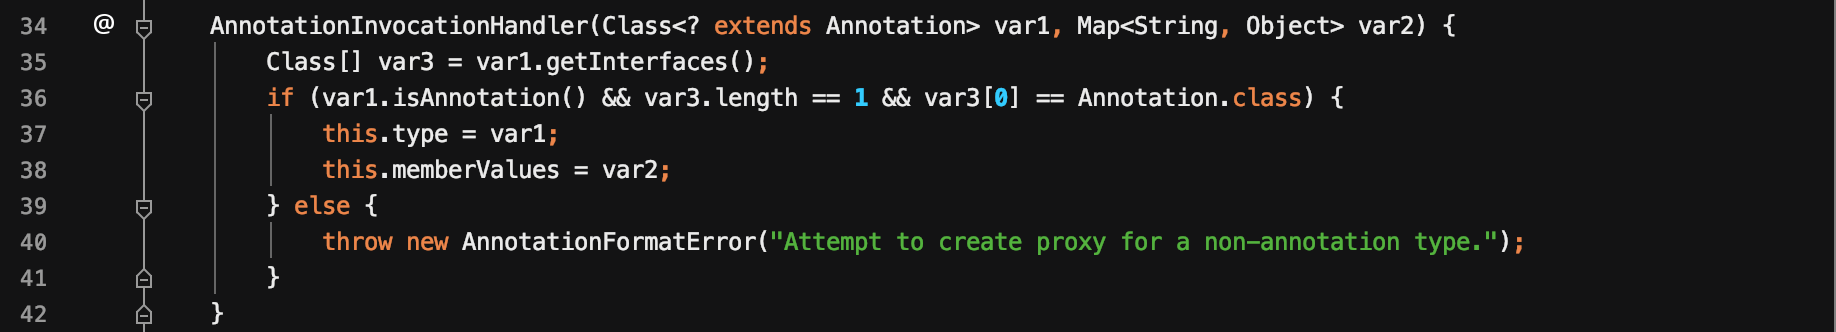 34 @ AnnotationInvocationHandler(Class<? extends Annotation> var1, Map<String, Object> var2) {
35 Class[] var3 = var1.getInterfaces();
36 if (var1.isAnnotation() && var3.length == 1 && var3[0] == Annotation.class) {
37 this.type = var1;
38 this.memberValues = var2;
39 } else {
40 throw new AnnotationFormatError("Attempt to create proxy for a non-annotation type.");
41 }
42 }